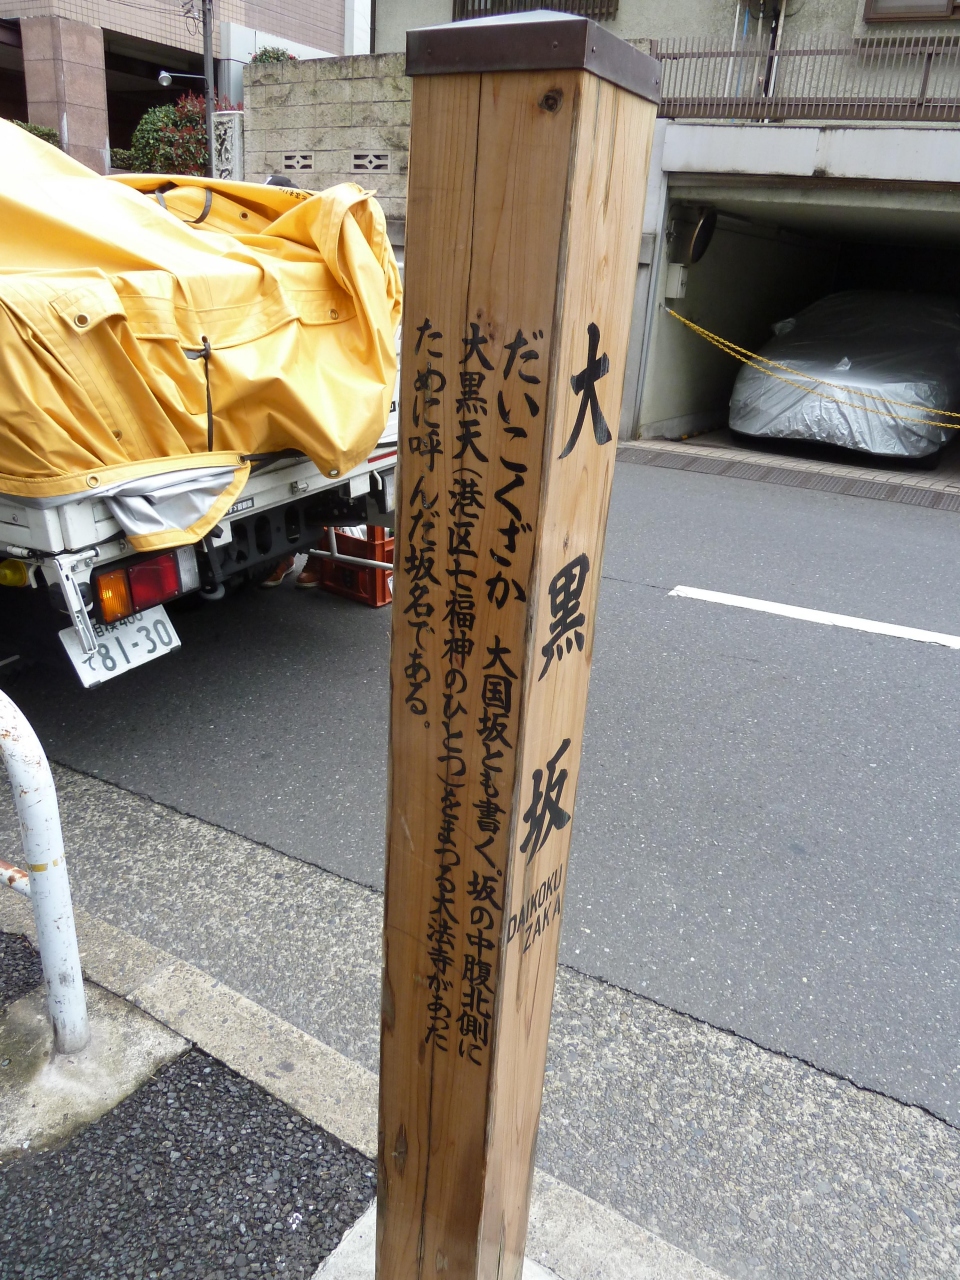 大黒坂
DAIKOKU
ZAKA
だいこくざか 大国坂とも書く。坂の中腹北側に
大黒天(港区七福神のひとつ)をまつる大法寺があった
ために呼んだ坂名である。
て81-30